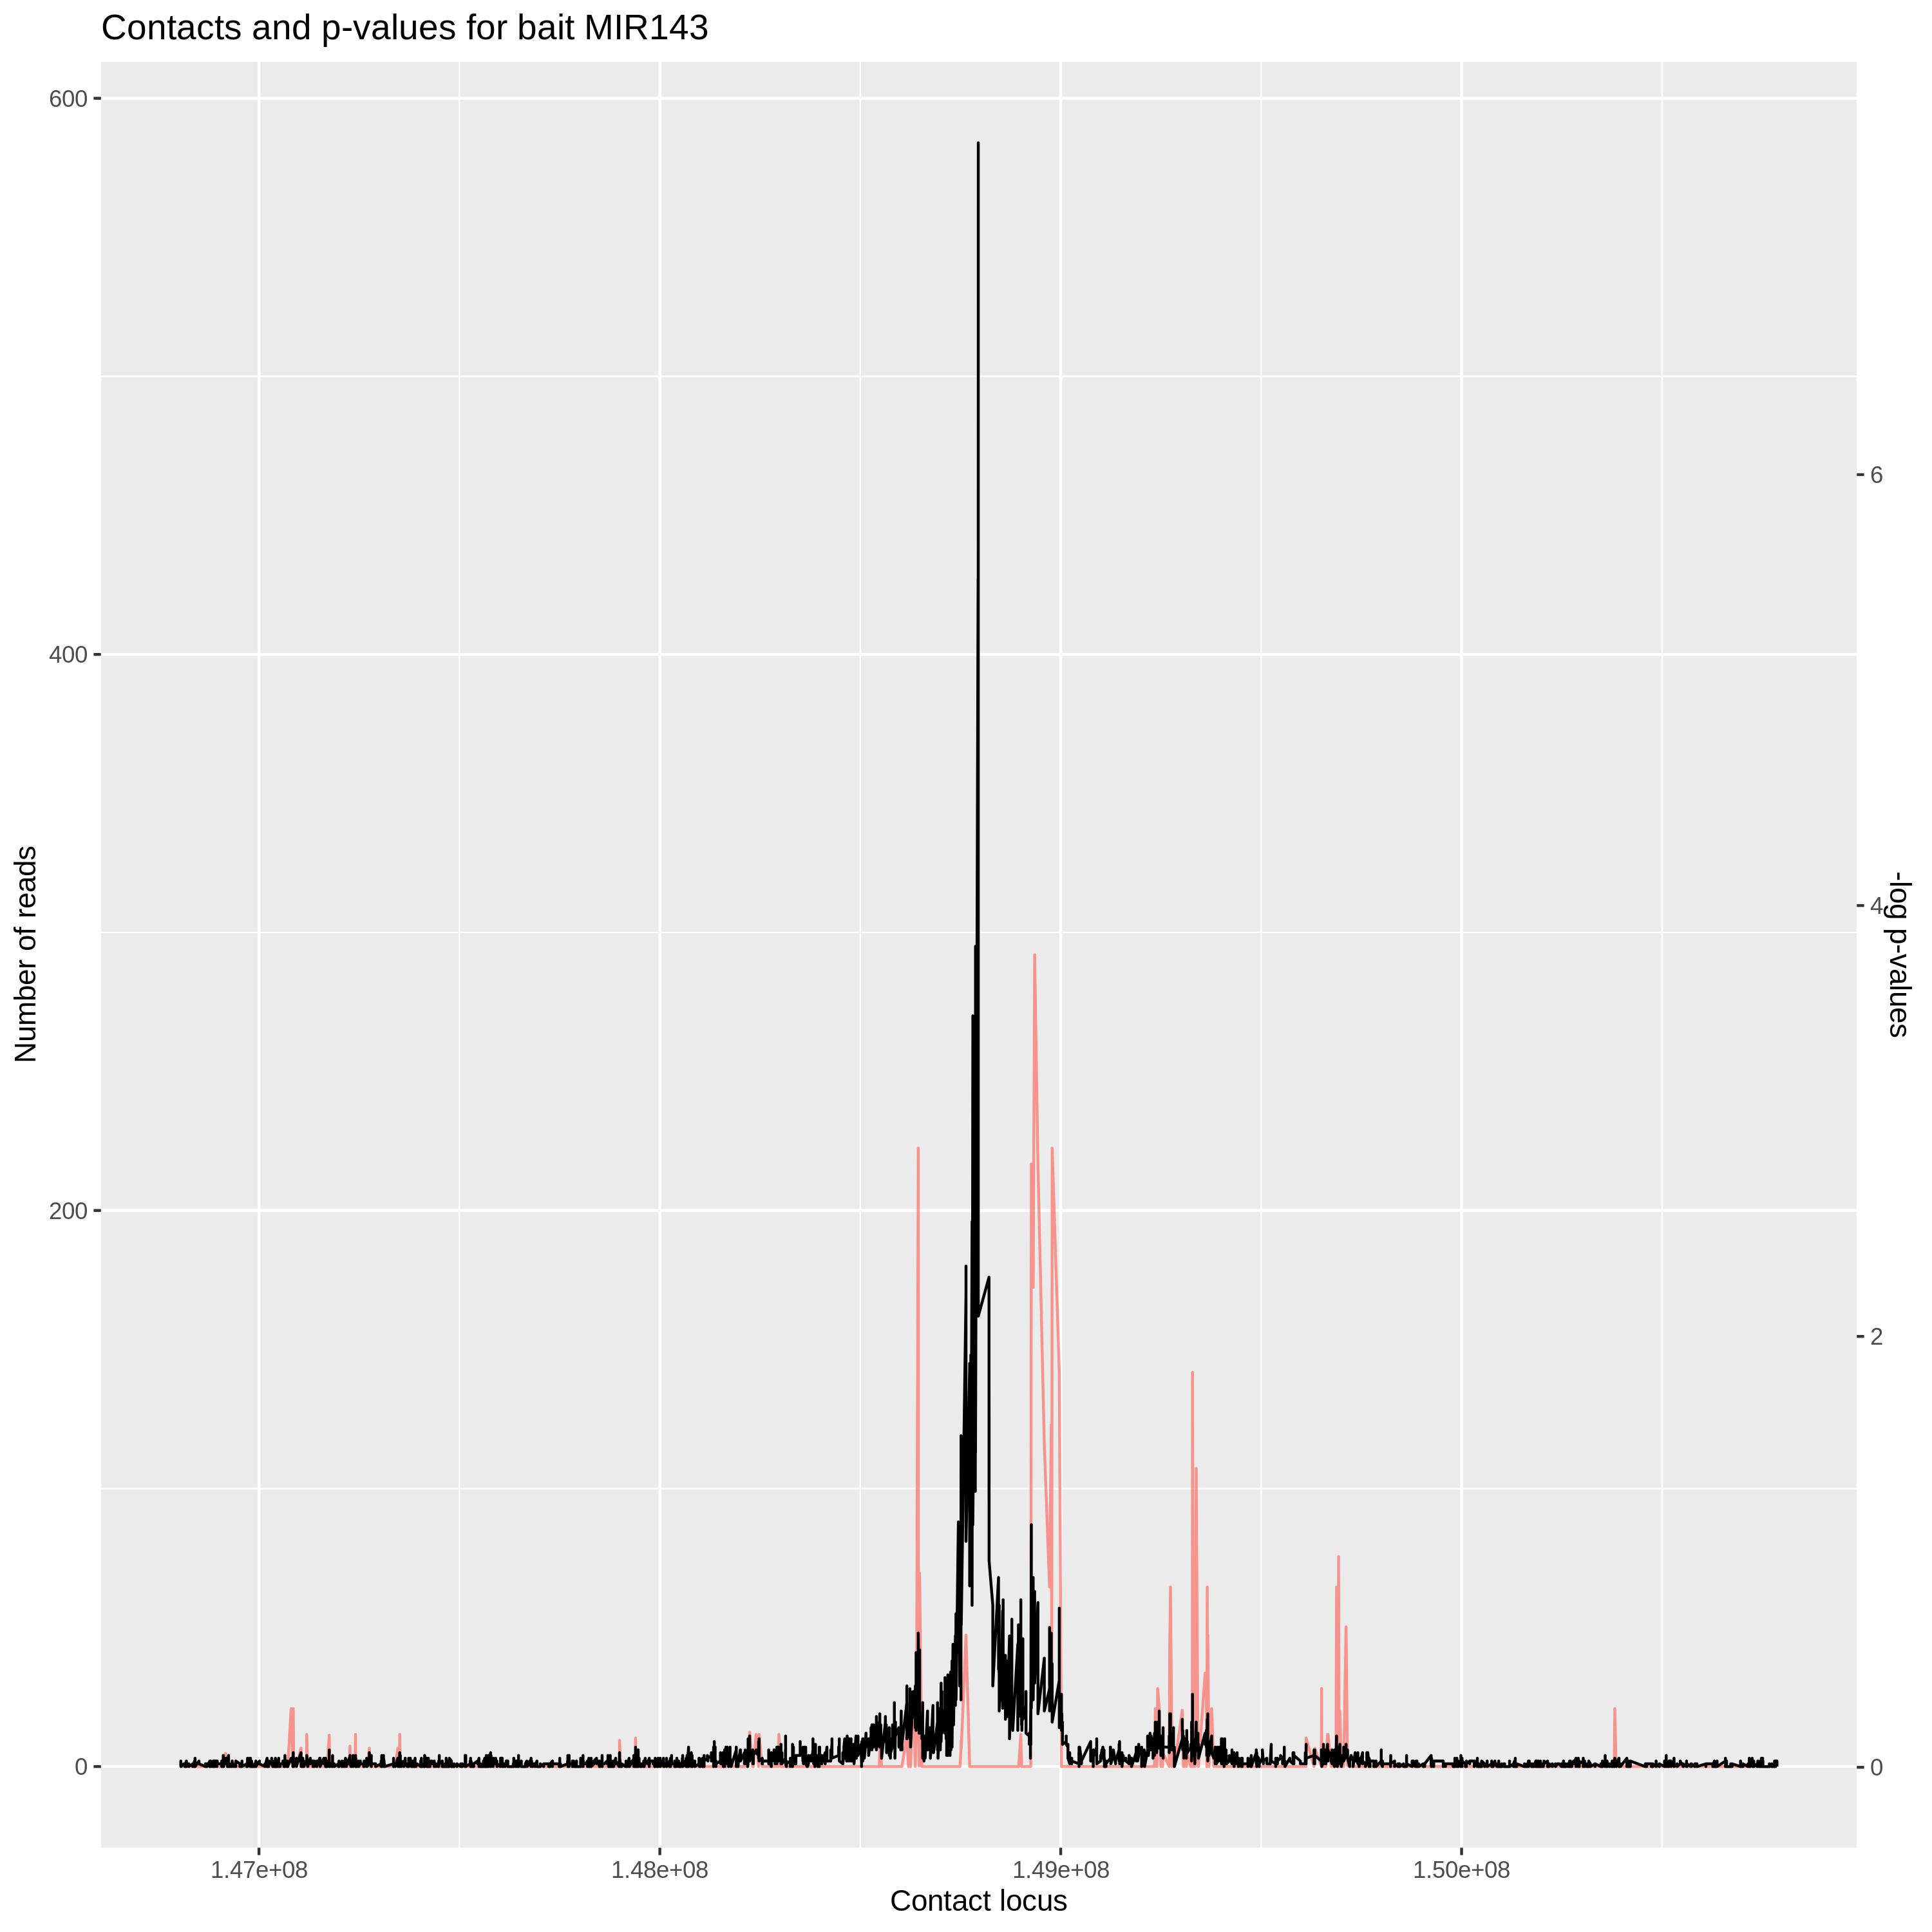 Contacts and p-values for bait MIR143
600
400
200
0
Number of reads
6
4
2
0
-log p-values
1.47e+08
1.48e+08
1.49e+08
1.50e+08
Contact locus